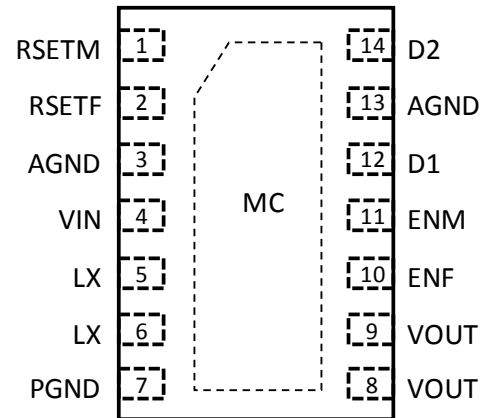 RSETM 1 14 D2
RSETF 2 13 AGND
AGND 3 12 D1
MC
VIN 4 11 ENM
LX 5 10 ENF
LX 6 9 VOUT
PGND 7 8 VOUT